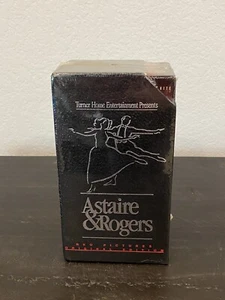 Turner Home Entertainment Presents
Astaire
&Rogers